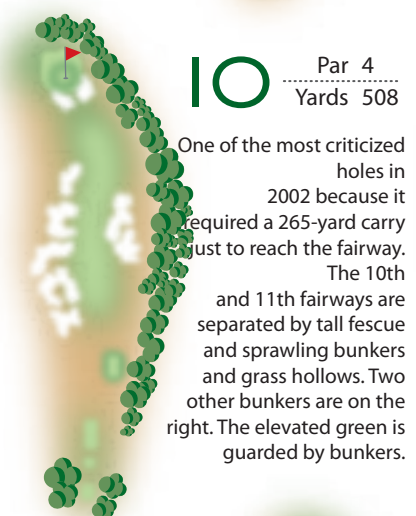 10
Par 4
Yards 508
One of the most criticized
holes in
2002 because it
required a 265-yard carry
just to reach the fairway.
The 10th
and 11th fairways are
separated by tall fescue
and sprawling bunkers
and grass hollows. Two
other bunkers are on the
right. The elevated green is
guarded by bunkers.